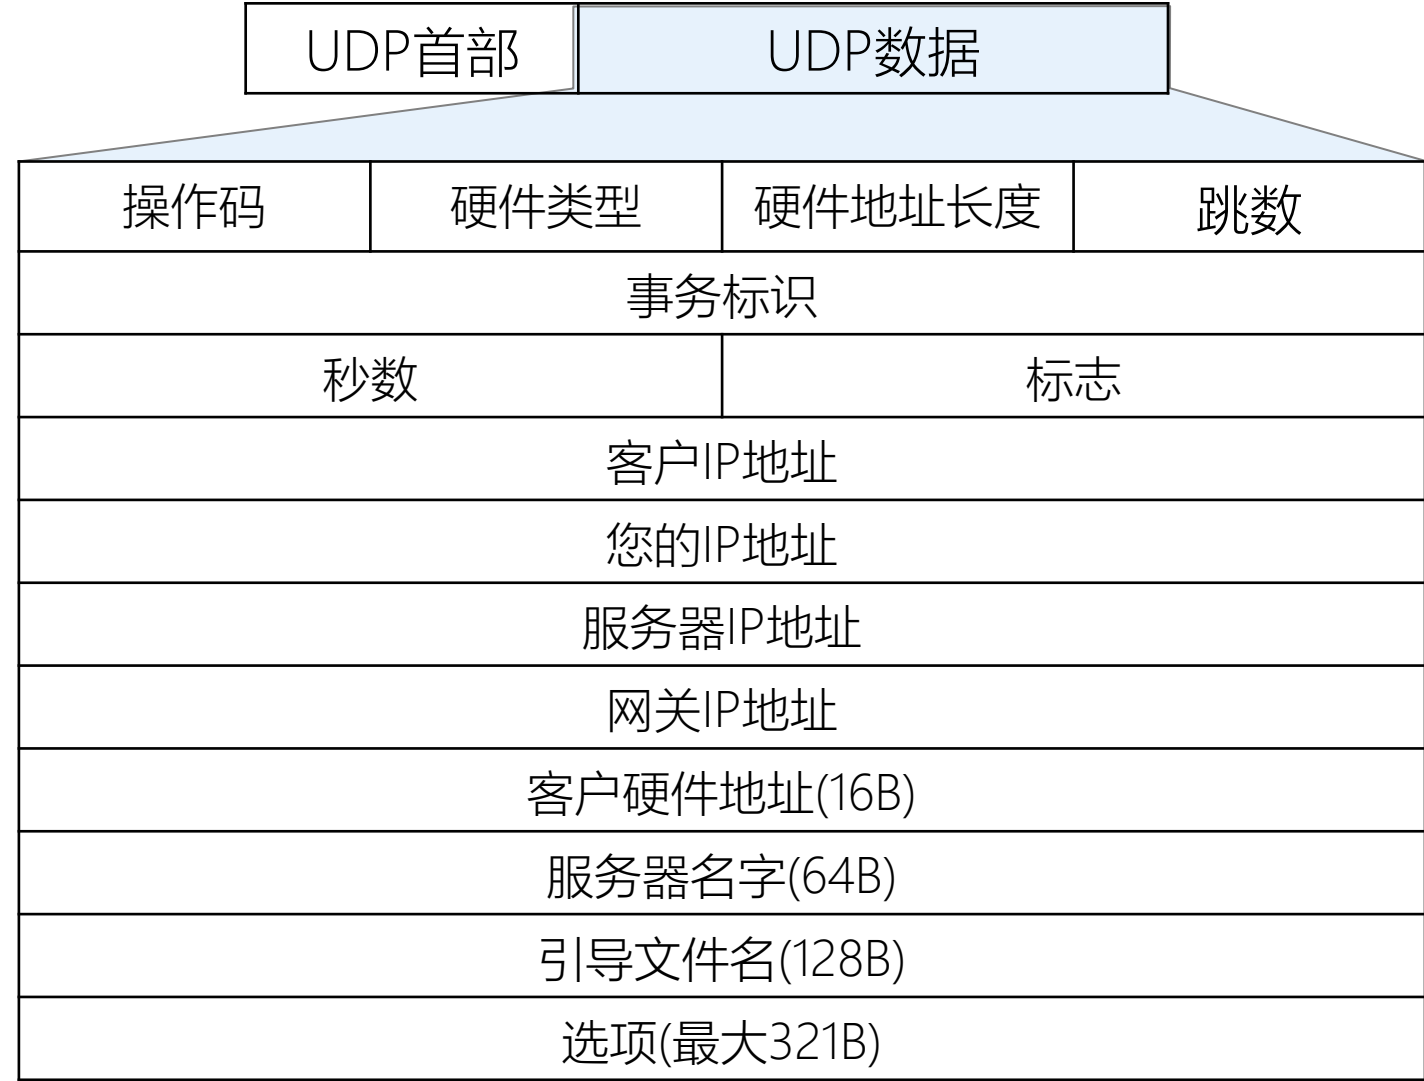 UDP首部 UDP数据
操作码 硬件类型 硬件地址长度 跳数
事务标识
秒数 标志
客户IP地址
您的IP地址
服务器IP地址
网关IP地址
客户硬件地址(16B)
服务器名字(64B)
引导文件名(128B)
选项(最大321B)